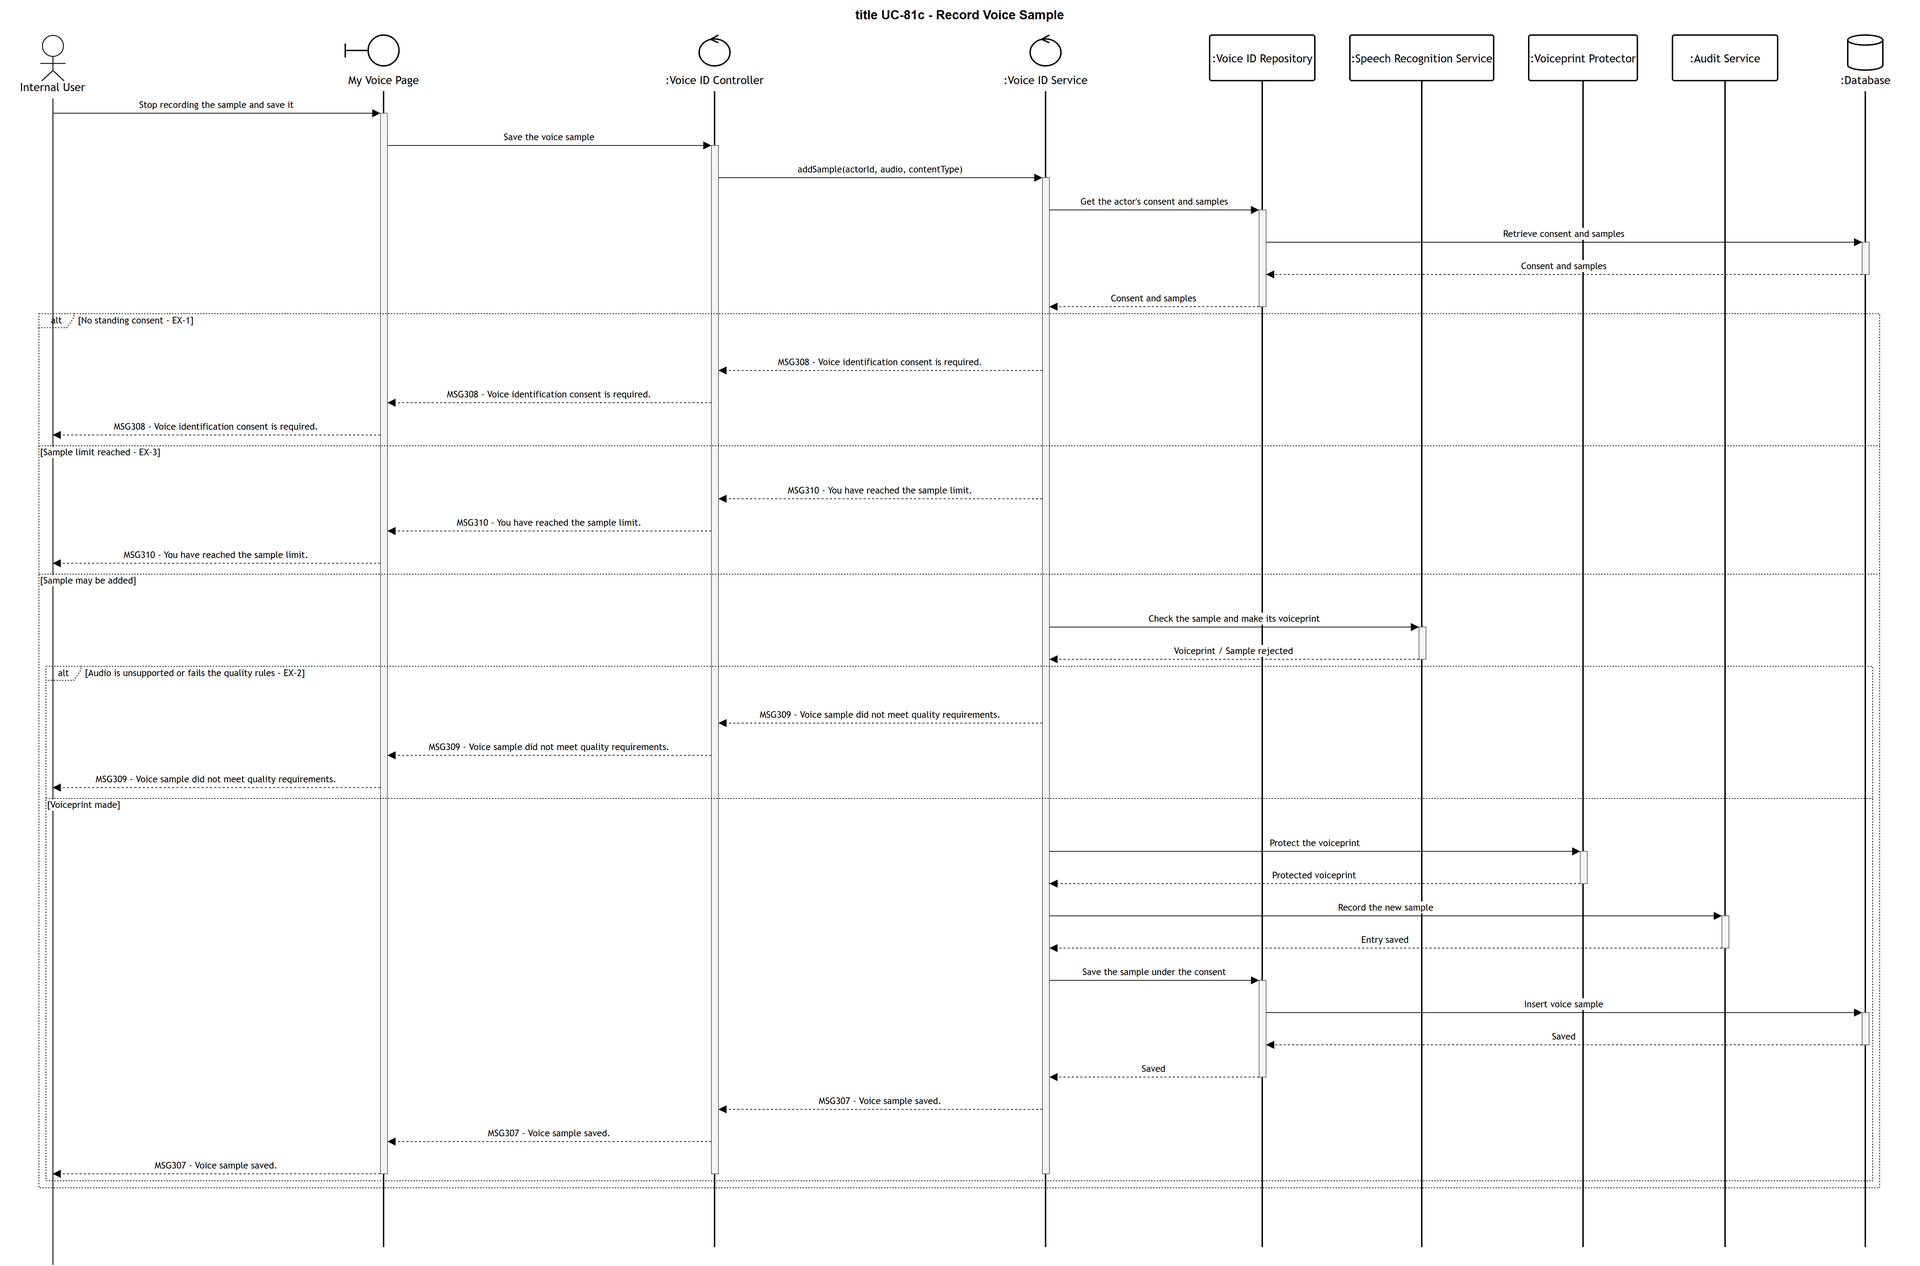 title UC-81c - Record Voice Sample
Internal User
My Voice Page
:Voice ID Controller
:Voice ID Service
:Voice ID Repository
:Speech Recognition Service
:Voiceprint Protector
:Audit Service
:Database
Stop recording the sample and save it
Save the voice sample
addSample(actorId, audio, contentType)
Get the actor's consent and samples
Retrieve consent and samples
Consent and samples
Consent and samples
alt [No standing consent - EX-1]
MSG308 - Voice identification consent is required.
MSG308 - Voice identification consent is required.
MSG308 - Voice identification consent is required.
[Sample limit reached - EX-3]
MSG310 - You have reached the sample limit.
MSG310 - You have reached the sample limit.
MSG310 - You have reached the sample limit.
[Sample may be added]
Check the sample and make its voiceprint
Voiceprint / Sample rejected
alt [Audio is unsupported or fails the quality rules - EX-2]
MSG309 - Voice sample did not meet quality requirements.
MSG309 - Voice sample did not meet quality requirements.
MSG309 - Voice sample did not meet quality requirements.
[Voiceprint made]
Protect the voiceprint
Protected voiceprint
Record the new sample
Entry saved
Save the sample under the consent
Insert voice sample
Saved
Saved
MSG307 - Voice sample saved.
MSG307 - Voice sample saved.
MSG307 - Voice sample saved.